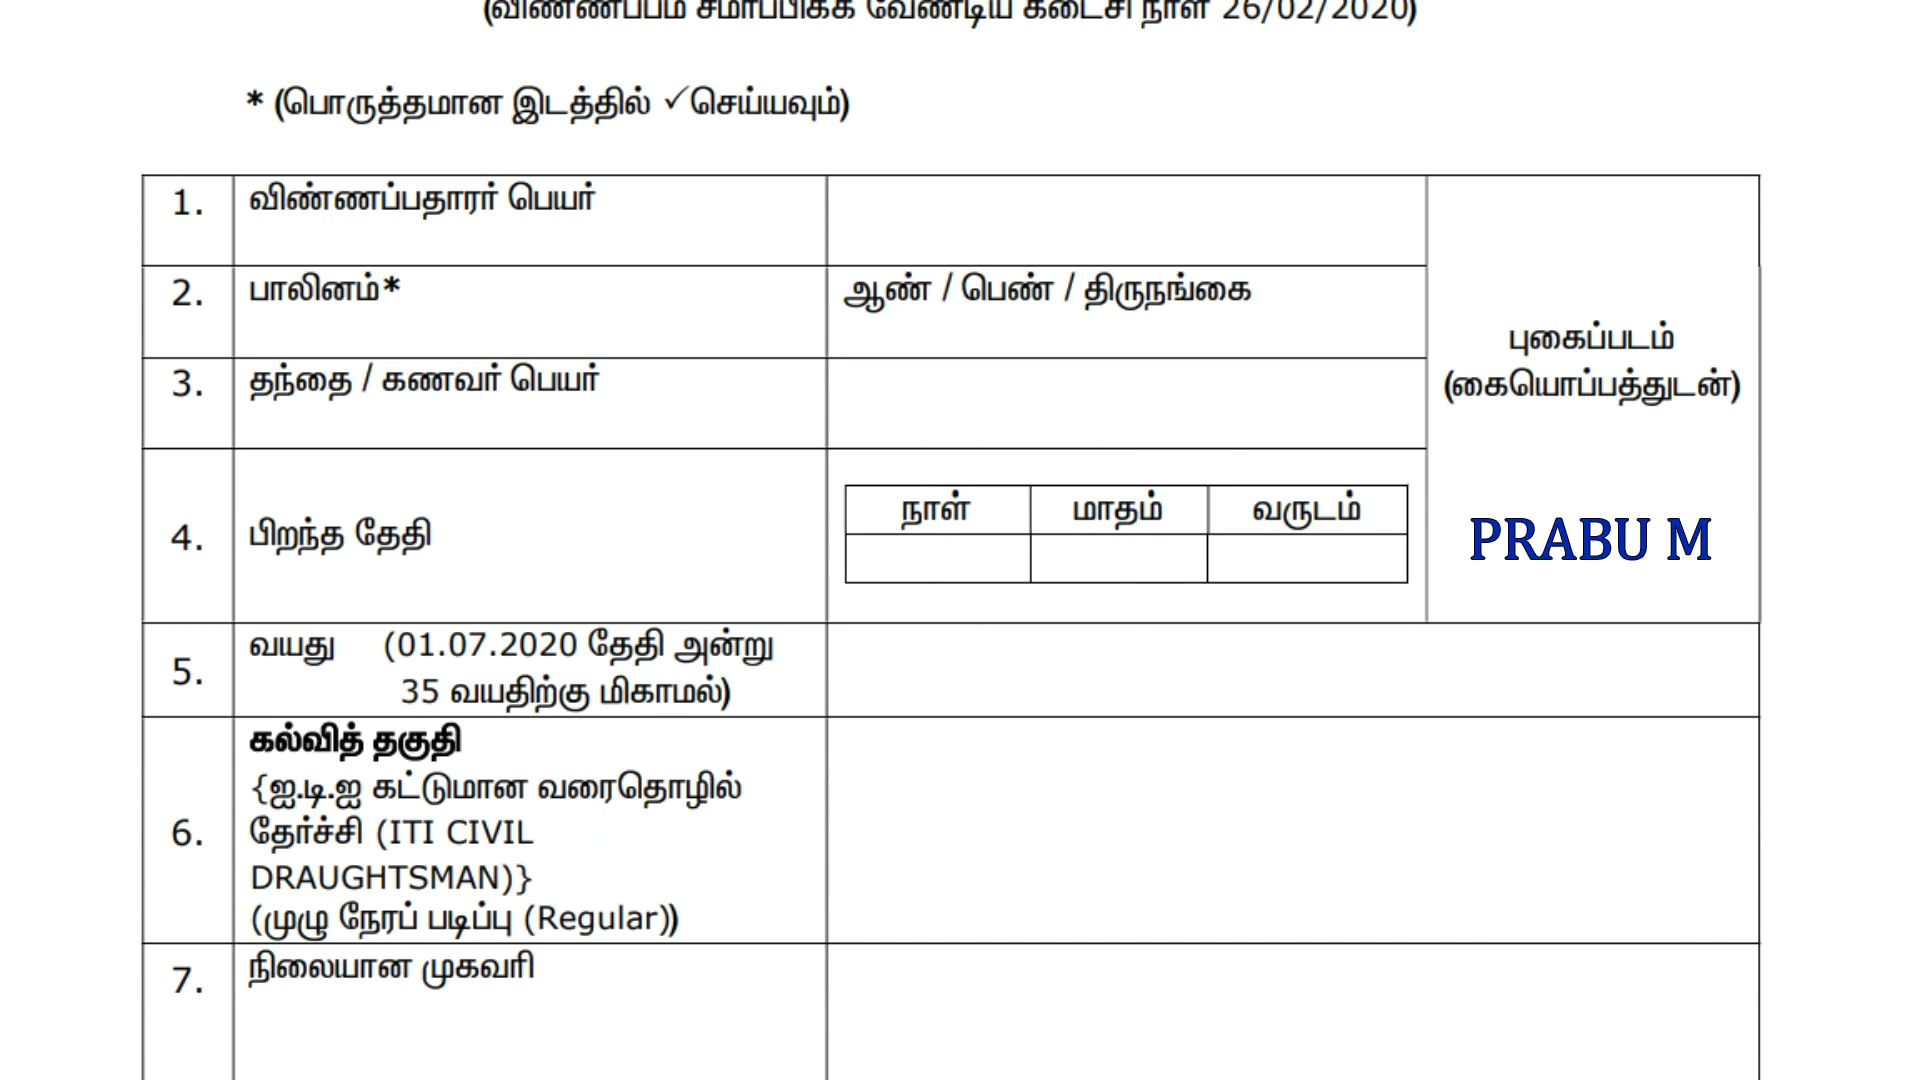 (விண்ணப்பம் சமர்ப்பிக்க வேண்டிய கடைசி நாள் 26/02/2020)
* (பொருத்தமான இடத்தில் ✓செய்யவும்)
1. விண்ணப்பதாரர் பெயர்
2. பாலினம்* ஆண் / பெண் / திருநங்கை
புகைப்படம்
(கையொப்பத்துடன்)
3. தந்தை / கணவர் பெயர்
நாள் மாதம் வருடம்
4. பிறந்த தேதி
PRABU M
5. வயது (01.07.2020 தேதி அன்று
35 வயதிற்கு மிகாமல்)
6. கல்வித் தகுதி
{ஐ.டி.ஐ கட்டுமான வரைதொழில்
தேர்ச்சி (ITI CIVIL
DRAUGHTSMAN)}
(முழு நேரப் படிப்பு (Regular))
7. நிலையான முகவரி